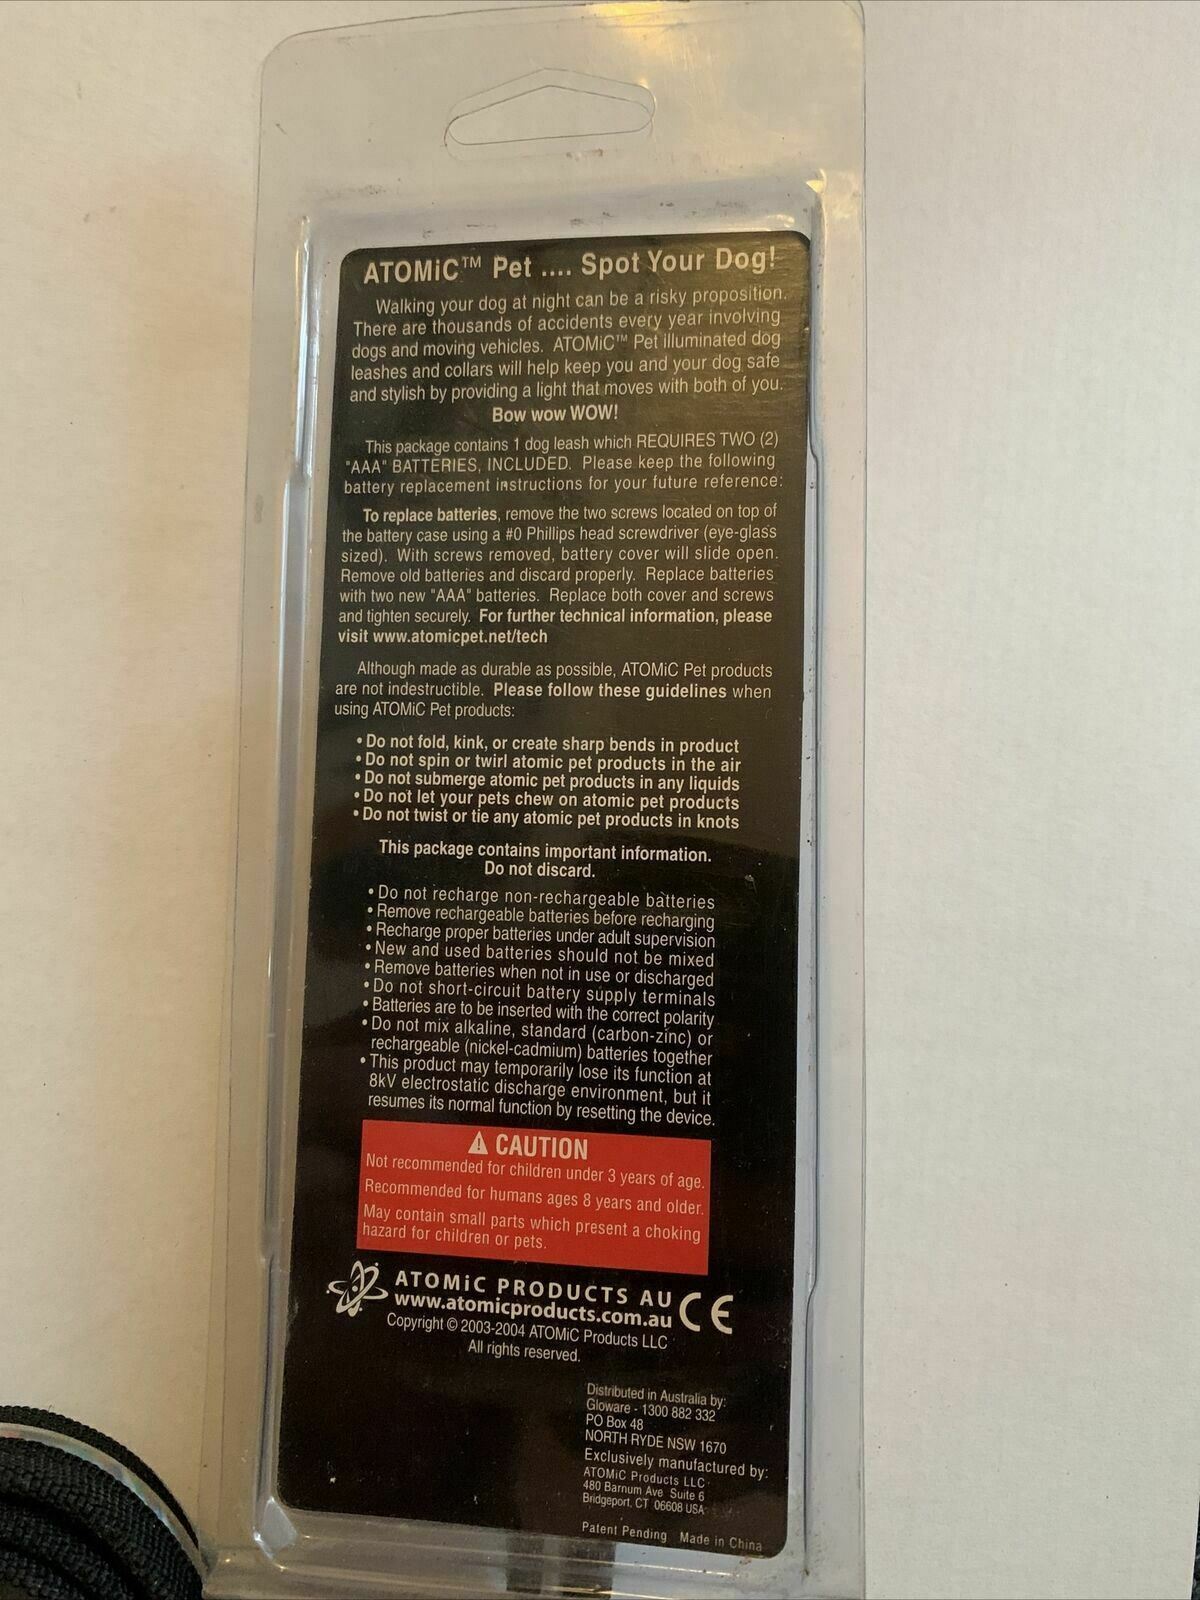 ATOMiC™ Pet .... Spot Your Dog!
Walking your dog at night can be a risky proposition.
There are thousands of accidents every year involving
dogs and moving vehicles. ATOMiC™ Pet illuminated dog
leashes and collars will help keep you and your dog safe
and stylish by providing a light that moves with both of you.
Bow wow WOW!
This package contains 1 dog leash which REQUIRES TWO (2)
"AAA" BATTERIES, INCLUDED. Please keep the following
battery replacement instructions for your future reference:
To replace batteries, remove the two screws located on top of
the battery case using a #0 Phillips head screwdriver (eye-glass
sized). With screws removed, battery cover will slide open.
Remove old batteries and discard properly. Replace batteries
with two new "AAA" batteries. Replace both cover and screws
and tighten securely. For further technical information, please
visit www.atomicpet.net/tech
Although made as durable as possible, ATOMiC Pet products
are not indestructible. Please follow these guidelines when
using ATOMiC Pet products:
• Do not fold, kink, or create sharp bends in product
• Do not spin or twirl atomic pet products in the air
• Do not submerge atomic pet products in any liquids
• Do not let your pets chew on atomic pet products
• Do not twist or tie any atomic pet products in knots
This package contains important information.
Do not discard.
• Do not recharge non-rechargeable batteries
• Remove rechargeable batteries before recharging
• Recharge proper batteries under adult supervision
• New and used batteries should not be mixed
• Remove batteries when not in use or discharged
• Do not short-circuit battery supply terminals
• Batteries are to be inserted with the correct polarity
• Do not mix alkaline, standard (carbon-zinc) or
rechargeable (nickel-cadmium) batteries together
• This product may temporarily lose its function at
8kV electrostatic discharge environment, but it
resumes its normal function by resetting the device.
CAUTION
Not recommended for children under 3 years of age.
Recommended for humans ages 8 years and older.
May contain small parts which present a choking
hazard for children or pets.
ATOMiC PRODUCTS AU
www.atomicproducts.com.au CE
Copyright © 2003-2004 ATOMiC Products LLC
All rights reserved.
Distributed in Australia by:
Gloware - 1300 882 332
PO Box 48
NORTH RYDE NSW 1670
Exclusively manufactured by:
ATOMiC Products LLC
480 Barnum Ave Suite 6
Bridgeport, CT 06608 USA
Patent Pending Made in China